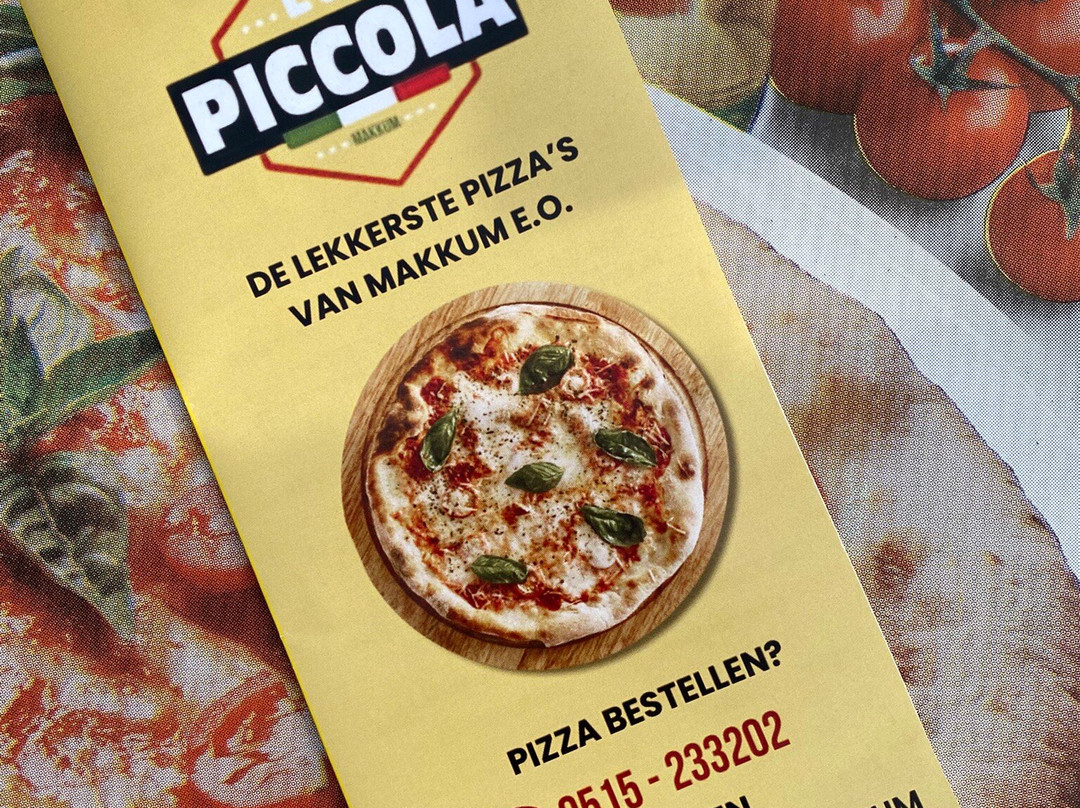 PICCOLA
MAKKUM
DE LEKKERSTE PIZZA'S
VAN MAKKUM E.O.
PIZZA BESTELLEN?
0515 - 233202